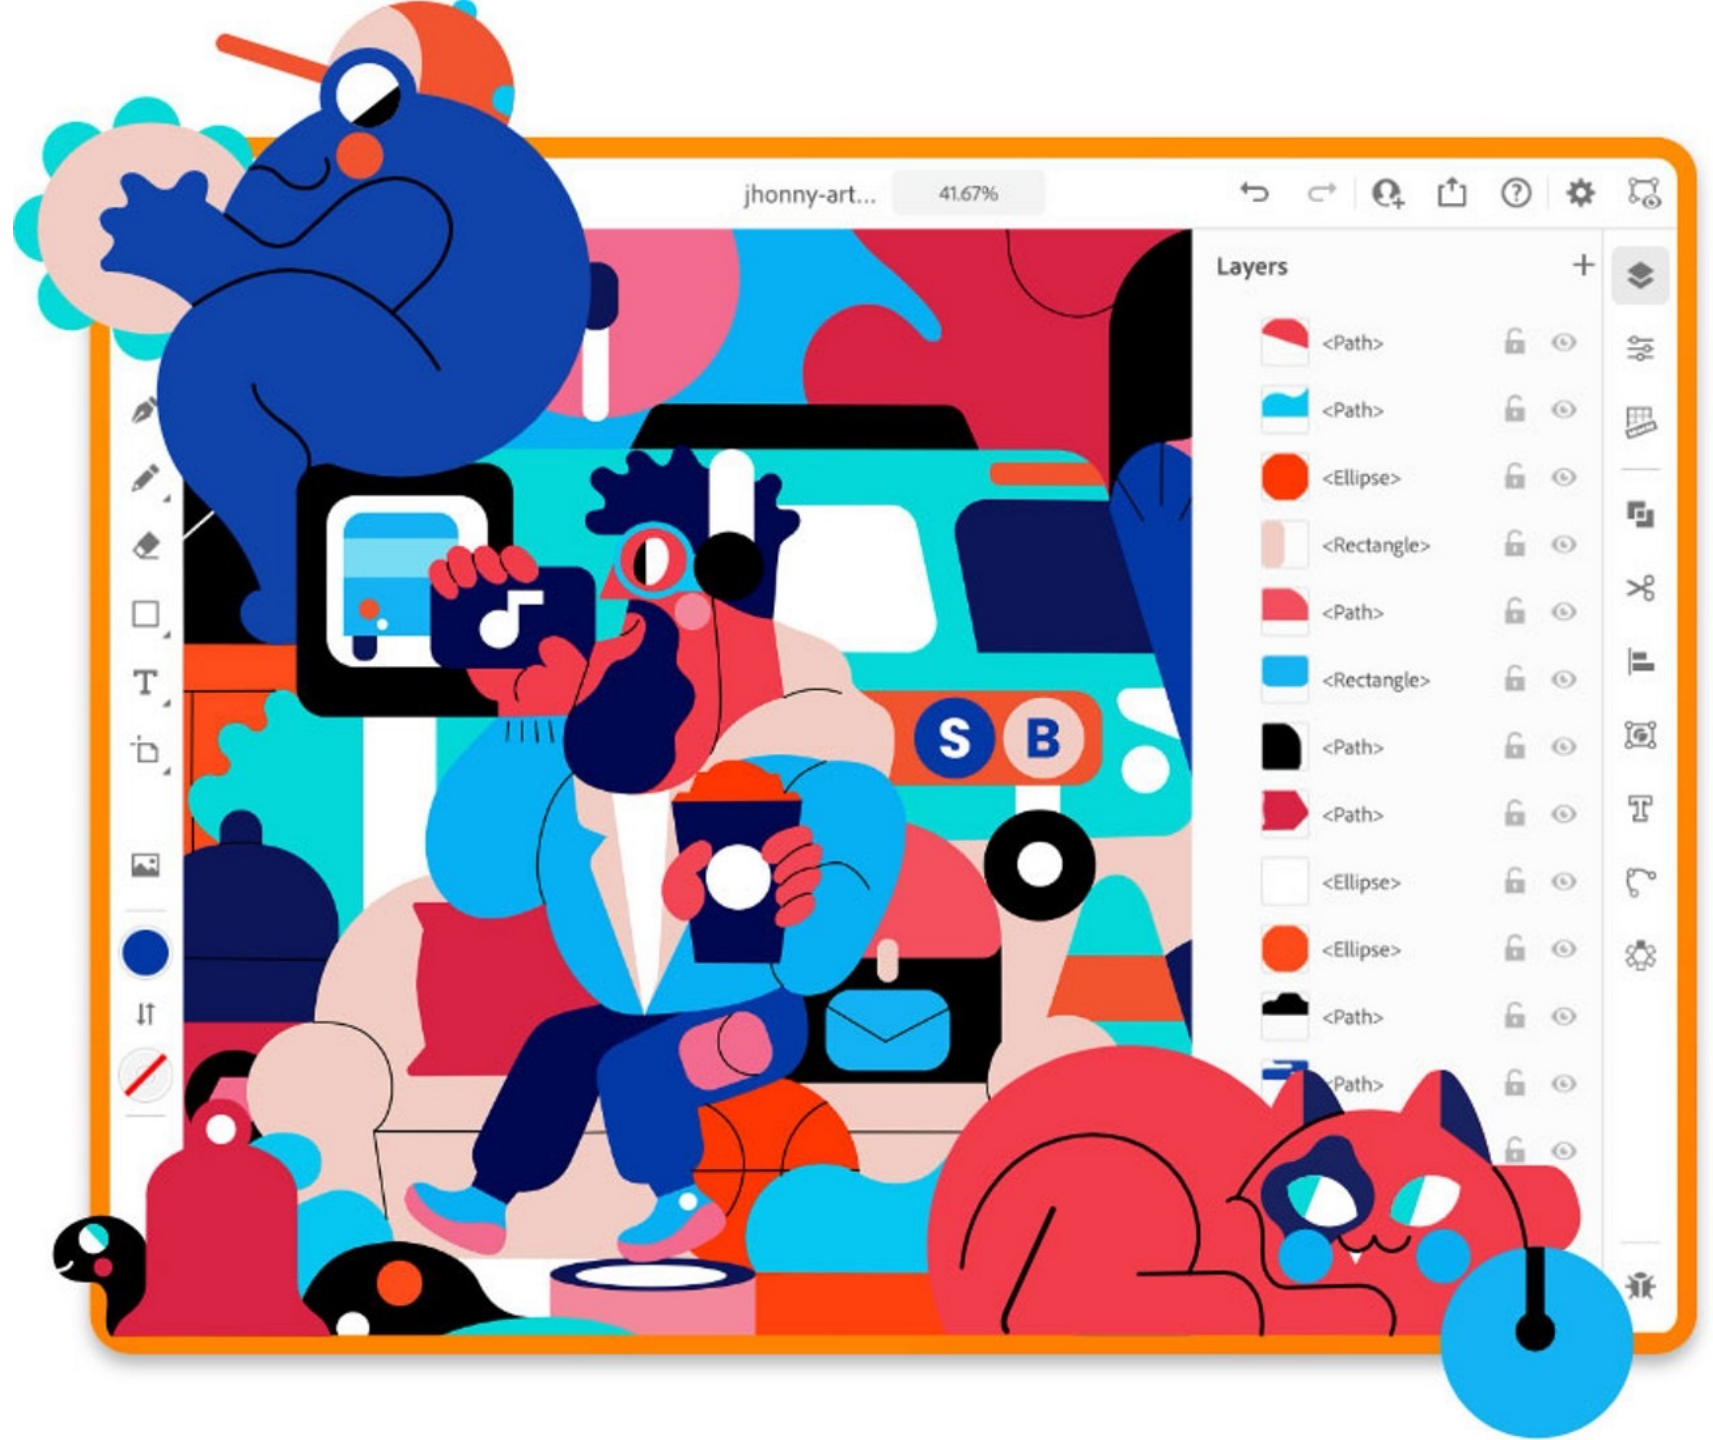 jhonny-art...
41.67%
Layers
<Path>
<Path>
<Ellipse>
<Rectangle>
<Path>
<Rectangle>
<Path>
<Path>
<Ellipse>
<Ellipse>
<Path>
<Path>
S B